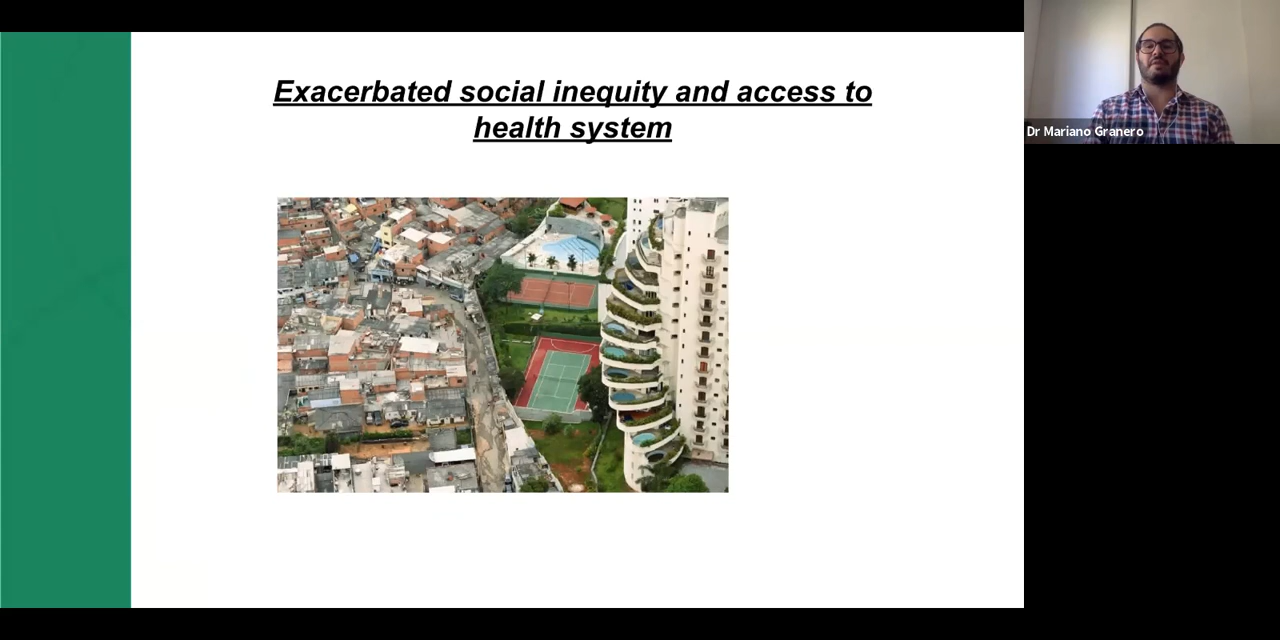 Exacerbated social inequity and access to
health system
Dr Mariano Granero